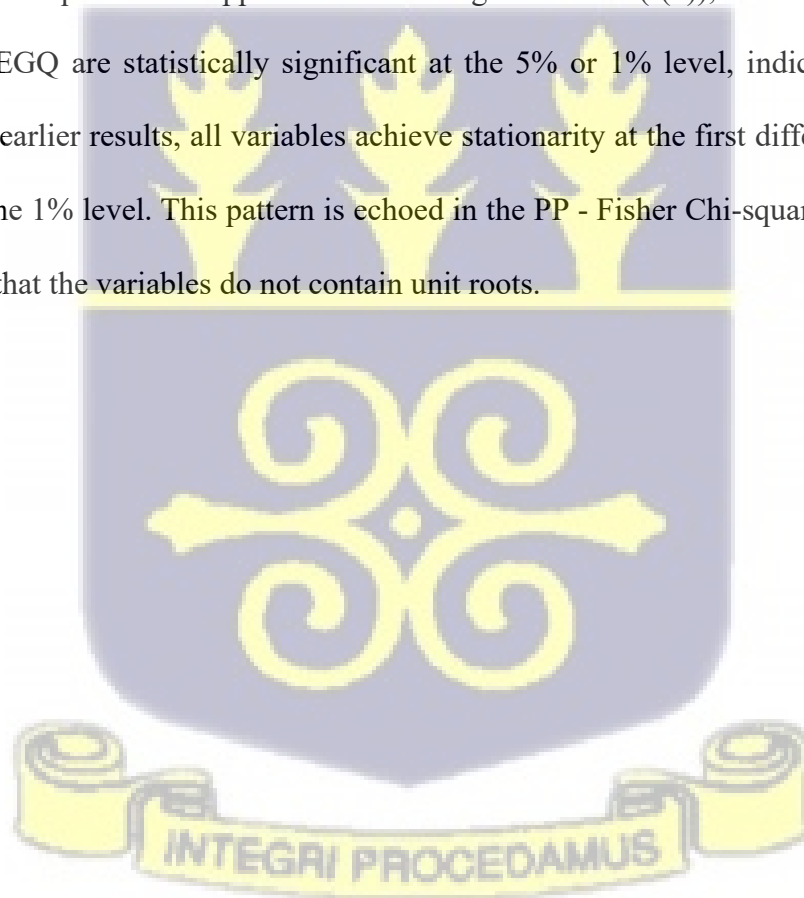 EGQ are statistically significant at the 5% or 1% level, indic
earlier results, all variables achieve stationarity at the first diffe
1% level. This pattern is echoed in the PP - Fisher Chi-squar
that the variables do not contain unit roots.
INTEGRI PROCEDAMUS